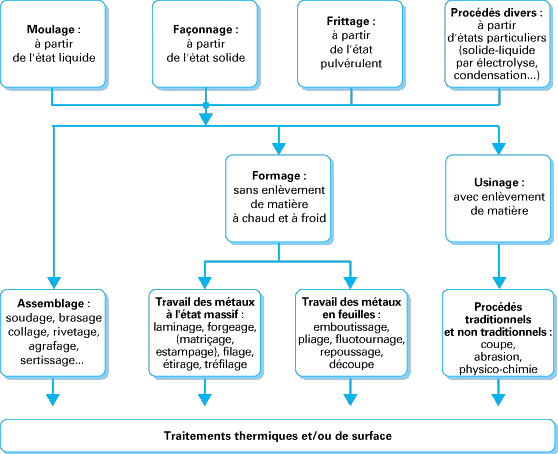 Moulage :
à partir
de l'état liquide
Façonnage :
à partir
de l'état solide
Frittage :
à partir
de l'état
pulvérulent
Procédés divers :
à partir
d'états particuliers
(solide-liquide
par électrolyse,
condensation...)
Formage :
sans enlèvement
de matière
à chaud et à froid
Usinage :
avec enlèvement
de matière
Assemblage :
soudage, brasage
collage, rivetage,
agrafage,
sertissage...
Travail des métaux
à l'état massif :
laminage, forgeage,
(matriçage,
estampage), filage,
étirage, tréfilage
Travail des métaux
en feuilles :
emboutissage,
pliage, fluotournage,
repoussage,
découpe
Procédés
traditionnels
et non traditionnels :
coupe,
abrasion,
physico-chimie
Traitements thermiques et/ou de surface